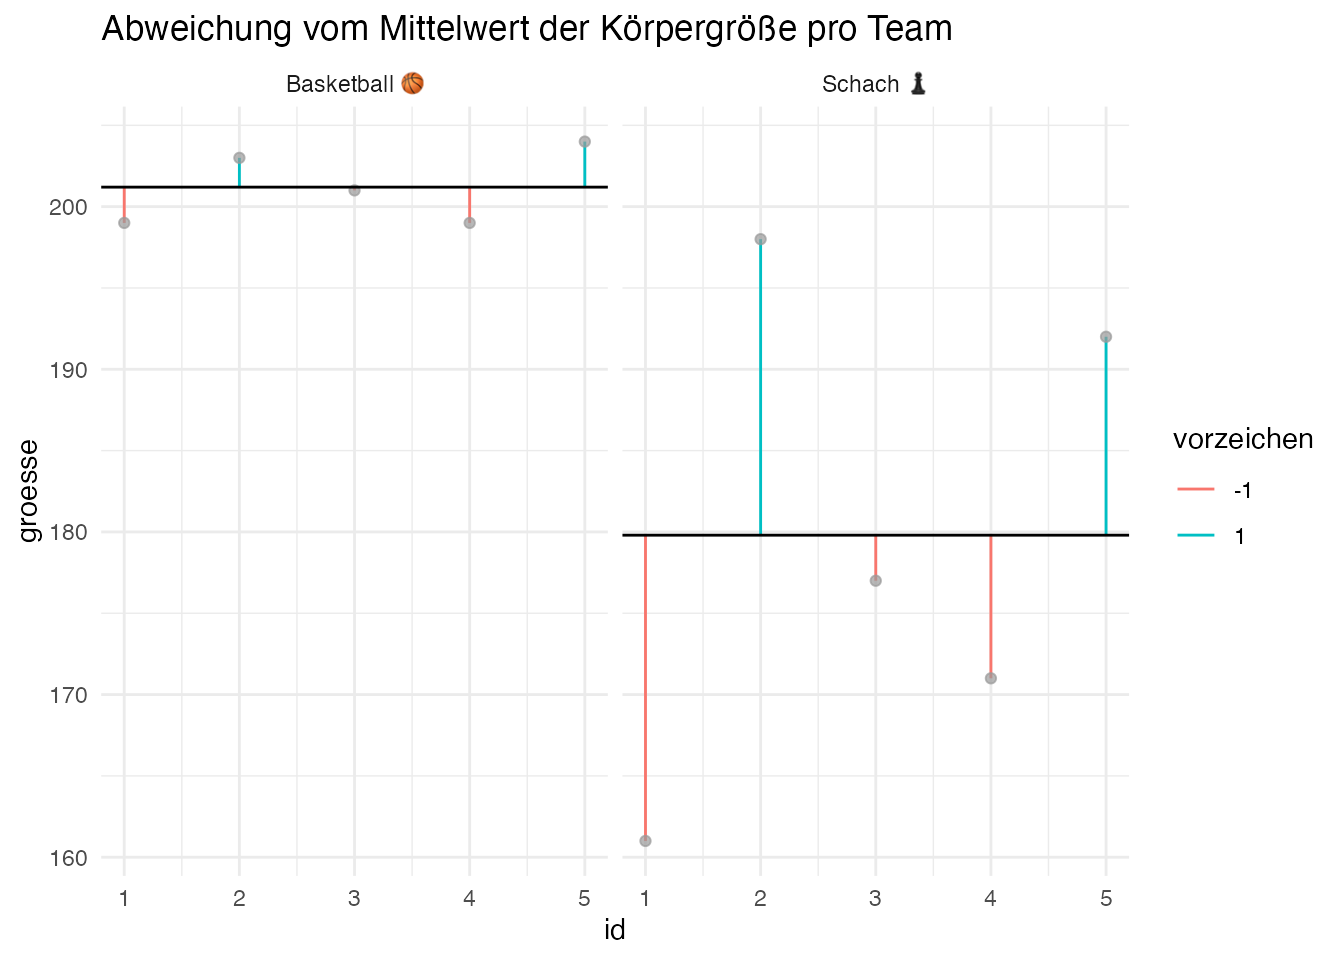 Abweichung vom Mittelwert der Körpergröße pro Team
Basketball 🏀
Schach ♟
groesse
200
190
180
170
160
1 2 3 4 5
1 2 3 4 5
id
vorzeichen
-1
1